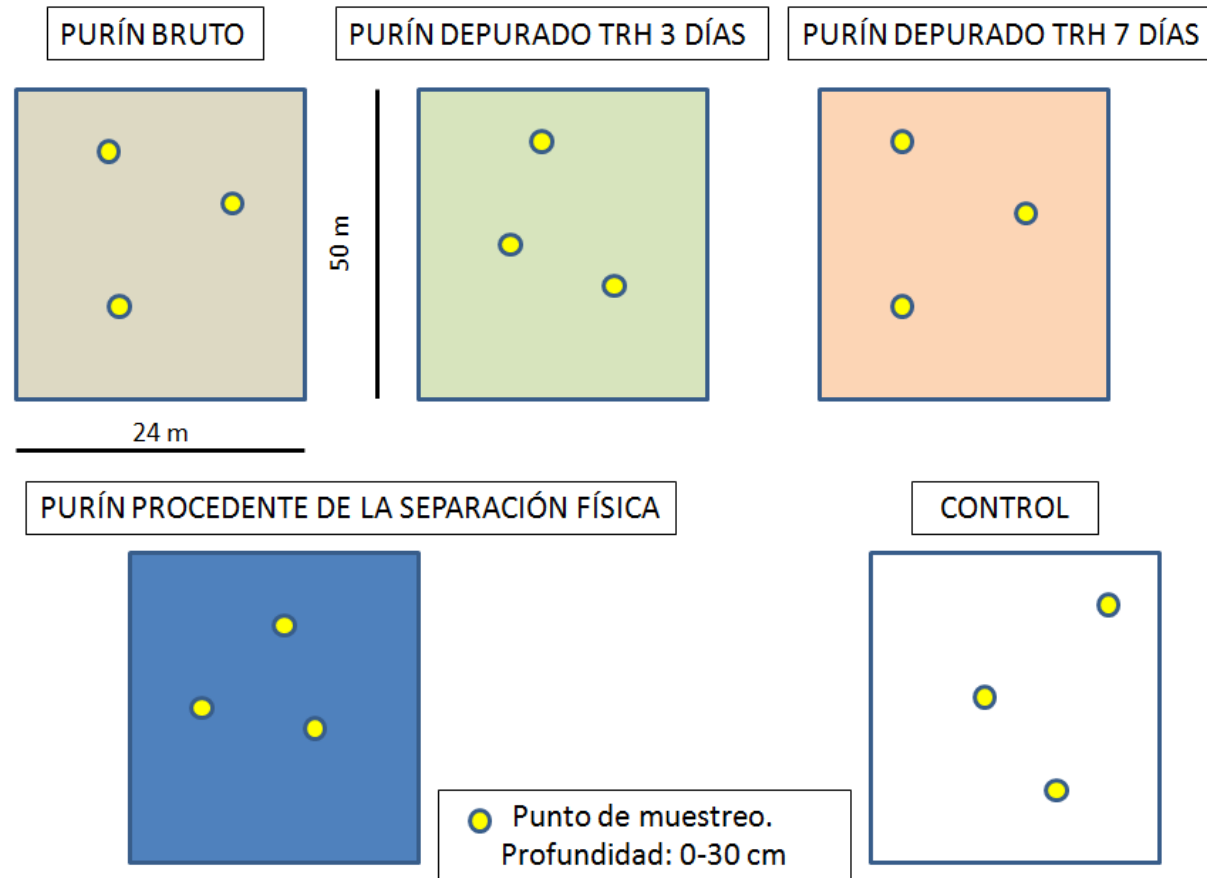 PURÍN BRUTO
PURÍN DEPURADO TRH 3 DÍAS
PURÍN DEPURADO TRH 7 DÍAS
50 m
24 m
PURÍN PROCEDENTE DE LA SEPARACIÓN FÍSICA
CONTROL
Punto de muestreo.
Profundidad: 0-30 cm